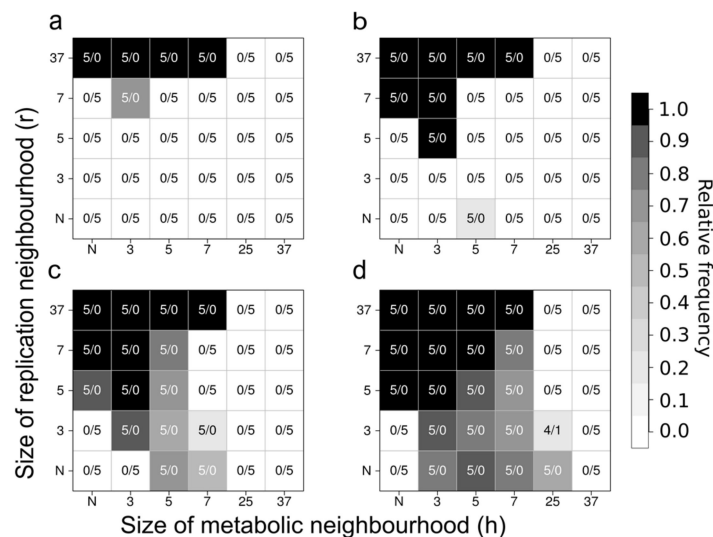 a
37 5/0 5/0 5/0 5/0 0/5 0/5
7 0/5 5/0 0/5 0/5 0/5 0/5
5 0/5 0/5 0/5 0/5 0/5 0/5
3 0/5 0/5 0/5 0/5 0/5 0/5
N 0/5 0/5 0/5 0/5 0/5 0/5
N 3 5 7 25 37
b
37 5/0 5/0 5/0 5/0 0/5 0/5
7 5/0 5/0 0/5 0/5 0/5 0/5
5 0/5 5/0 0/5 0/5 0/5 0/5
3 0/5 0/5 0/5 0/5 0/5 0/5
N 0/5 0/5 5/0 0/5 0/5 0/5
N 3 5 7 25 37
c
37 5/0 5/0 5/0 5/0 0/5 0/5
7 5/0 5/0 5/0 0/5 0/5 0/5
5 5/0 5/0 5/0 0/5 0/5 0/5
3 0/5 5/0 5/0 5/0 0/5 0/5
N 0/5 0/5 5/0 5/0 0/5 0/5
N 3 5 7 25 37
d
37 5/0 5/0 5/0 5/0 0/5 0/5
7 5/0 5/0 5/0 5/0 0/5 0/5
5 5/0 5/0 5/0 5/0 0/5 0/5
3 0/5 5/0 5/0 5/0 4/1 0/5
N 0/5 5/0 5/0 5/0 5/0 0/5
N 3 5 7 25 37
Size of replication neighbourhood (r)
Size of metabolic neighbourhood (h)
1.0
0.9
0.8
0.7
0.6
0.5
0.4
0.3
0.2
0.1
0.0
Relative frequency